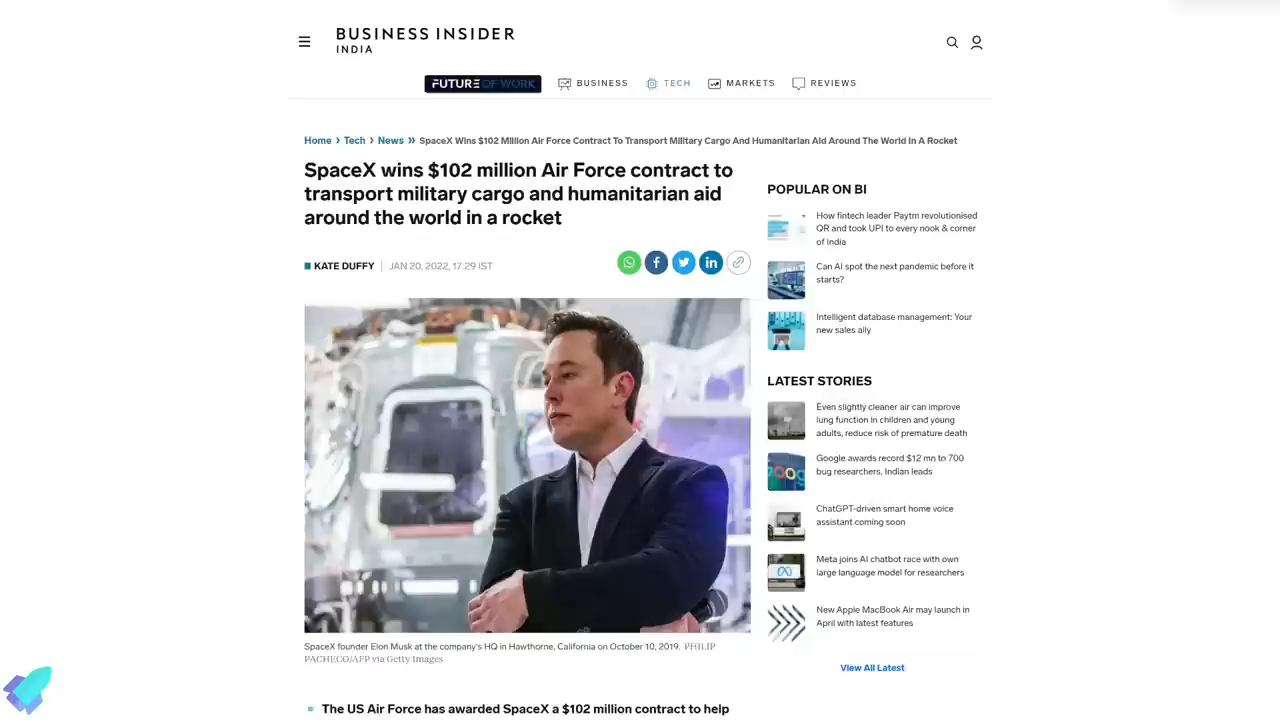 BUSINESS INSIDER
INDIA
FUTURE OF WORK
BUSINESS
TECH
MARKETS
REVIEWS
Home › Tech › News » SpaceX Wins $102 Million Air Force Contract To Transport Military Cargo And Humanitarian Aid Around The World In A Rocket
SpaceX wins $102 million Air Force contract to
transport military cargo and humanitarian aid
around the world in a rocket
KATE DUFFY | JAN 20, 2022, 17:29 IST
SpaceX founder Elon Musk at the company's HQ in Hawthorne, California on October 10, 2019. PHILIP
PACHECO/AFP via Getty Images
The US Air Force has awarded SpaceX a $102 million contract to help
POPULAR ON BI
How fintech leader Paytm revolutionised
QR and took UPI to every nook & corner
of India
Can AI spot the next pandemic before it
starts?
Intelligent database management: Your
new sales ally
LATEST STORIES
Even slightly cleaner air can improve
lung function in children and young
adults, reduce risk of premature death
Google awards record $12 mn to 700
bug researchers, Indian leads
ChatGPT-driven smart home voice
assistant coming soon
Meta joins AI chatbot race with own
large language model for researchers
New Apple MacBook Air may launch in
April with latest features
View All Latest